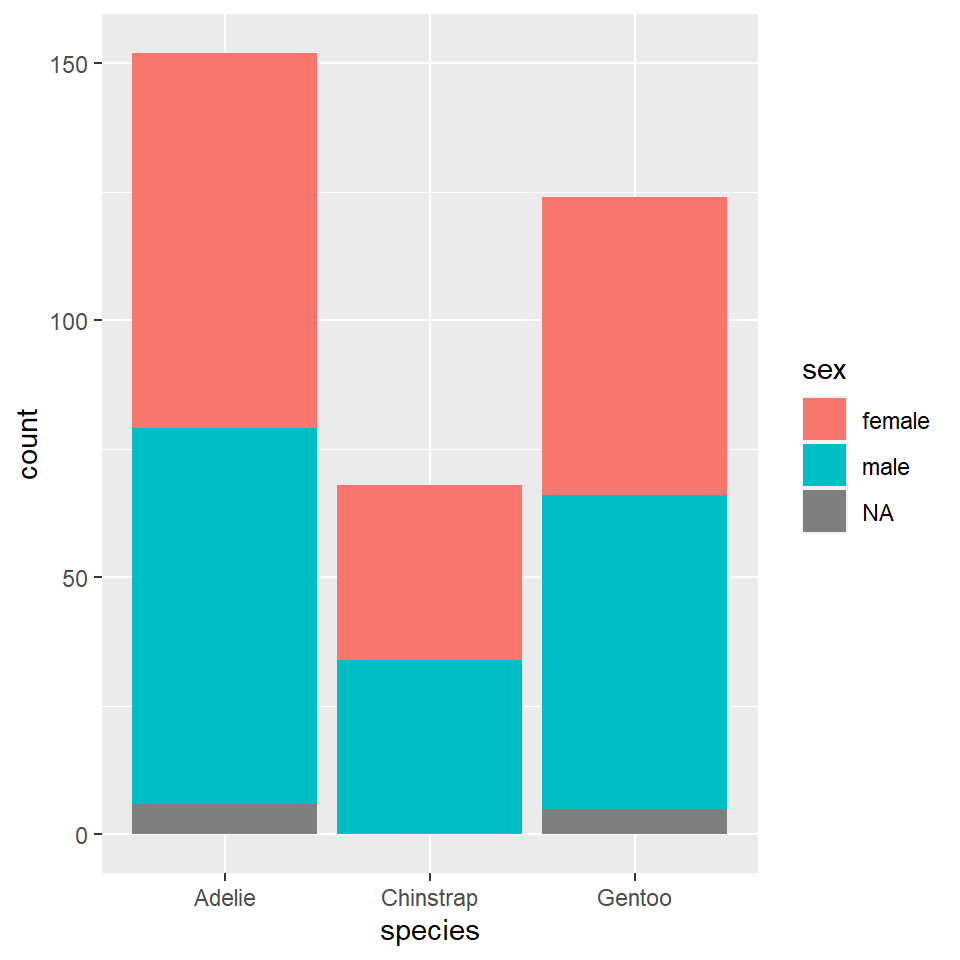 150
100
50
0
count
Adelie
Chinstrap
Gentoo
species
sex
female
male
NA